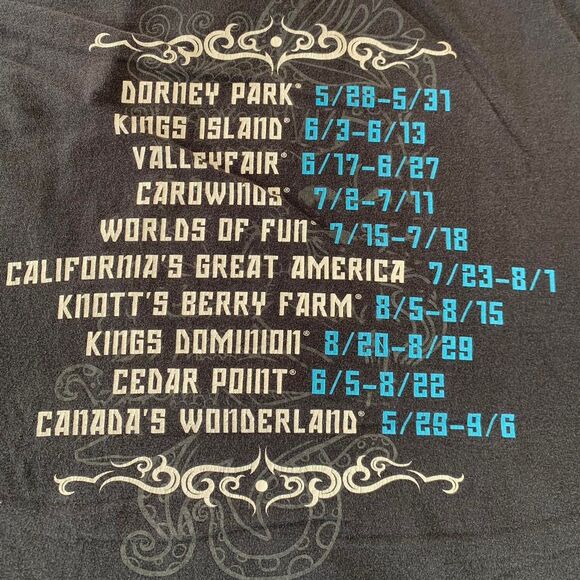 DORNEY PARK® 5/28-5/31
KINGS ISLAND® 6/3-6/13
VALLEYFAIR® 6/17-6/27
CAROWINDS® 7/2-7/11
WORLDS OF FUN® 7/15-7/18
CALIFORNIA'S GREAT AMERICA 7/23-8/1
KNOTT'S BERRY FARM® 8/5-8/15
KINGS DOMINION® 8/20-8/29
CEDAR POINT® 6/5-8/22
CANADA'S WONDERLAND® 5/29-9/6